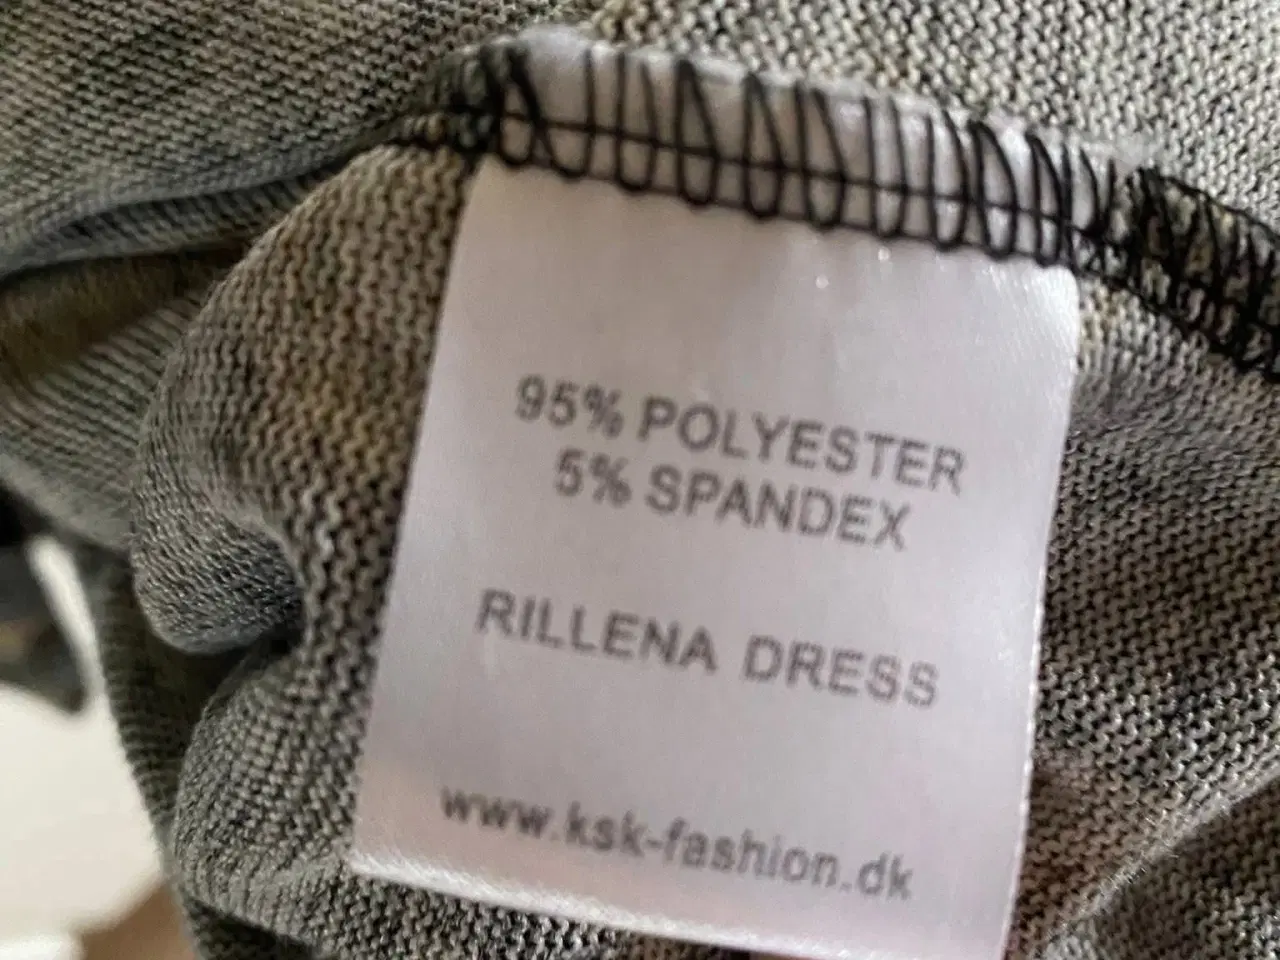 95% POLYESTER
5% SPANDEX
RILLENA DRESS
www.ksk-fashion.dk